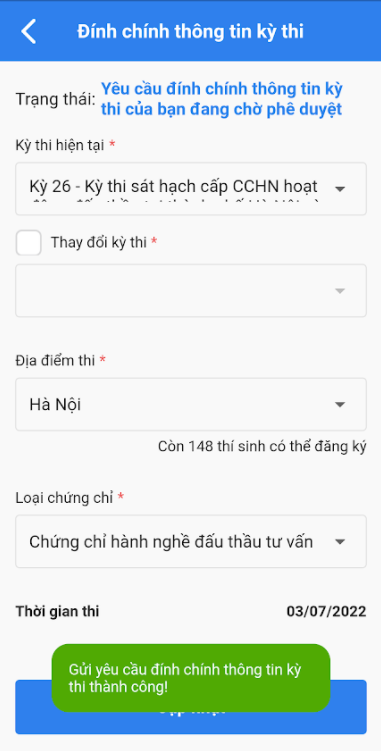 Đính chính thông tin kỳ thi
Trạng thái: Yêu cầu đính chính thông tin kỳ
thi của bạn đang chờ phê duyệt
Kỳ thi hiện tại *
Kỳ 26 - Kỳ thi sát hạch cấp CCHN hoạt
Thay đổi kỳ thi *
Địa điểm thi *
Hà Nội
Còn 148 thí sinh có thể đăng ký
Loại chứng chỉ *
Chứng chỉ hành nghề đấu thầu tư vấn
Thời gian thi 03/07/2022
Gửi yêu cầu đính chính thông tin kỳ
thi thành công!